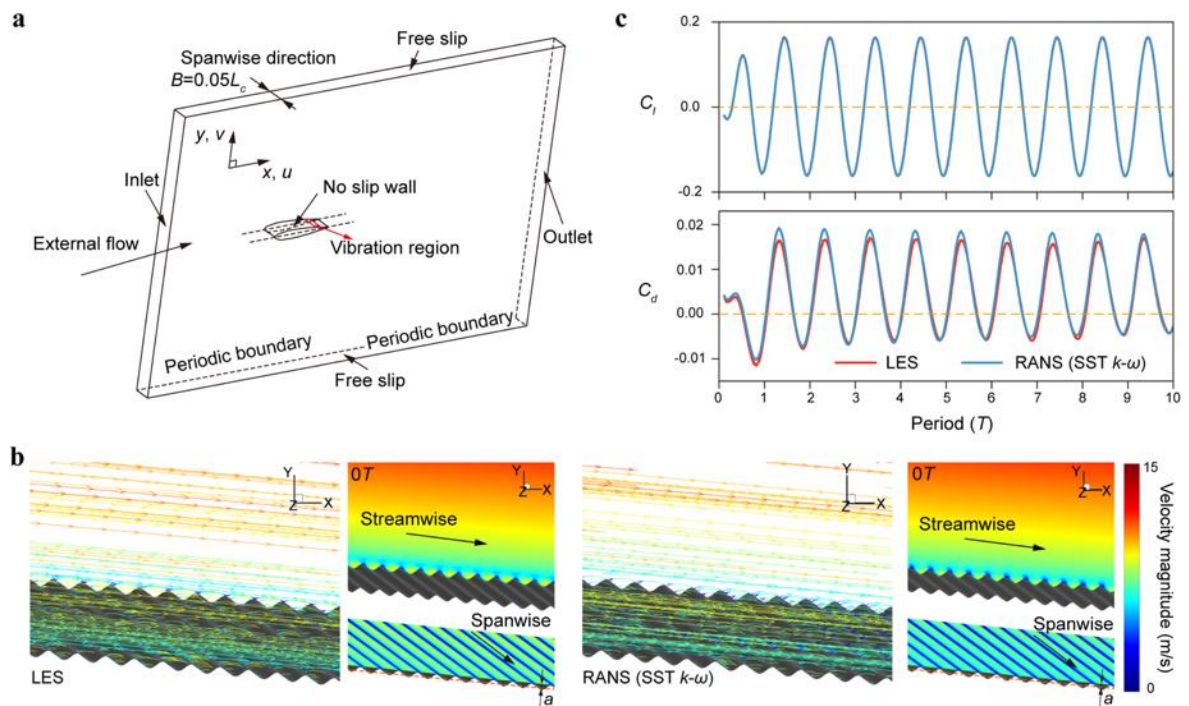 a
Free slip
Spanwise direction
B=0.05Lc
y, v
x, u
Inlet
No slip wall
External flow
Vibration region
Outlet
Periodic boundary
Periodic boundary
Free slip
c
0.2
Cl
0.0
-0.2
0.02
0.01
Cd
0.00
-0.01
LES
RANS (SST k-ω)
0 1 2 3 4 5 6 7 8 9 10
Period (T)
b
Y
Z X
LES
0T
Y
Z X
Streamwise
Spanwise
a
Y
Z X
RANS (SST k-ω)
0T
Y
Z X
Streamwise
Spanwise
a
15
Velocity magnitude (m/s)
0